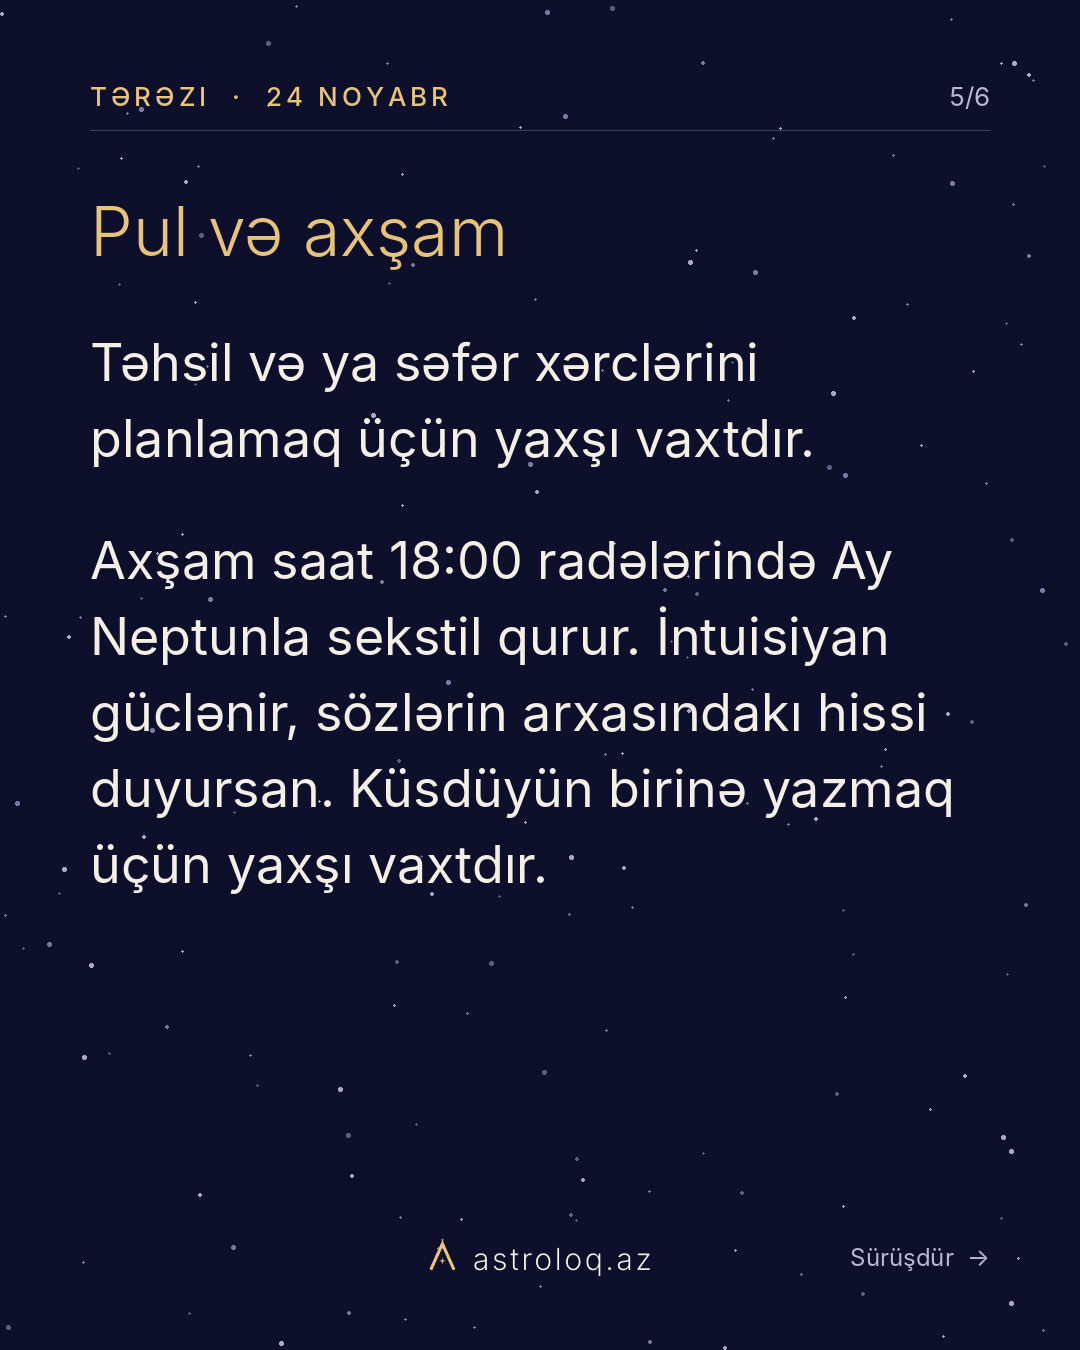 TƏRƏZI · 24 NOYABR
5/6
Pul və axşam
Təhsil və ya səfər xərclərini
planlamaq üçün yaxşı vaxtdır.
Axşam saat 18:00 radələrində Ay
Neptunla sekstil qurur. İntuisiyan
güclənir, sözlərin arxasındakı hissi
duyursan. Küsdüyün birinə yazmaq
üçün yaxşı vaxtdır.
astroloq.az
Sürüşdür →